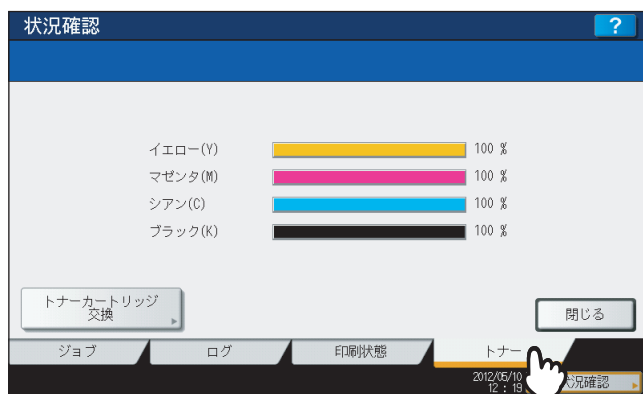 状況確認
?
イエロー(Y) 100 %
マゼンタ(M) 100 %
シアン(C) 100 %
ブラック(K) 100 %
トナーカートリッジ
交換
閉じる
ジョブ ログ 印刷状態 トナー
2012/05/10
12 : 19
況確認